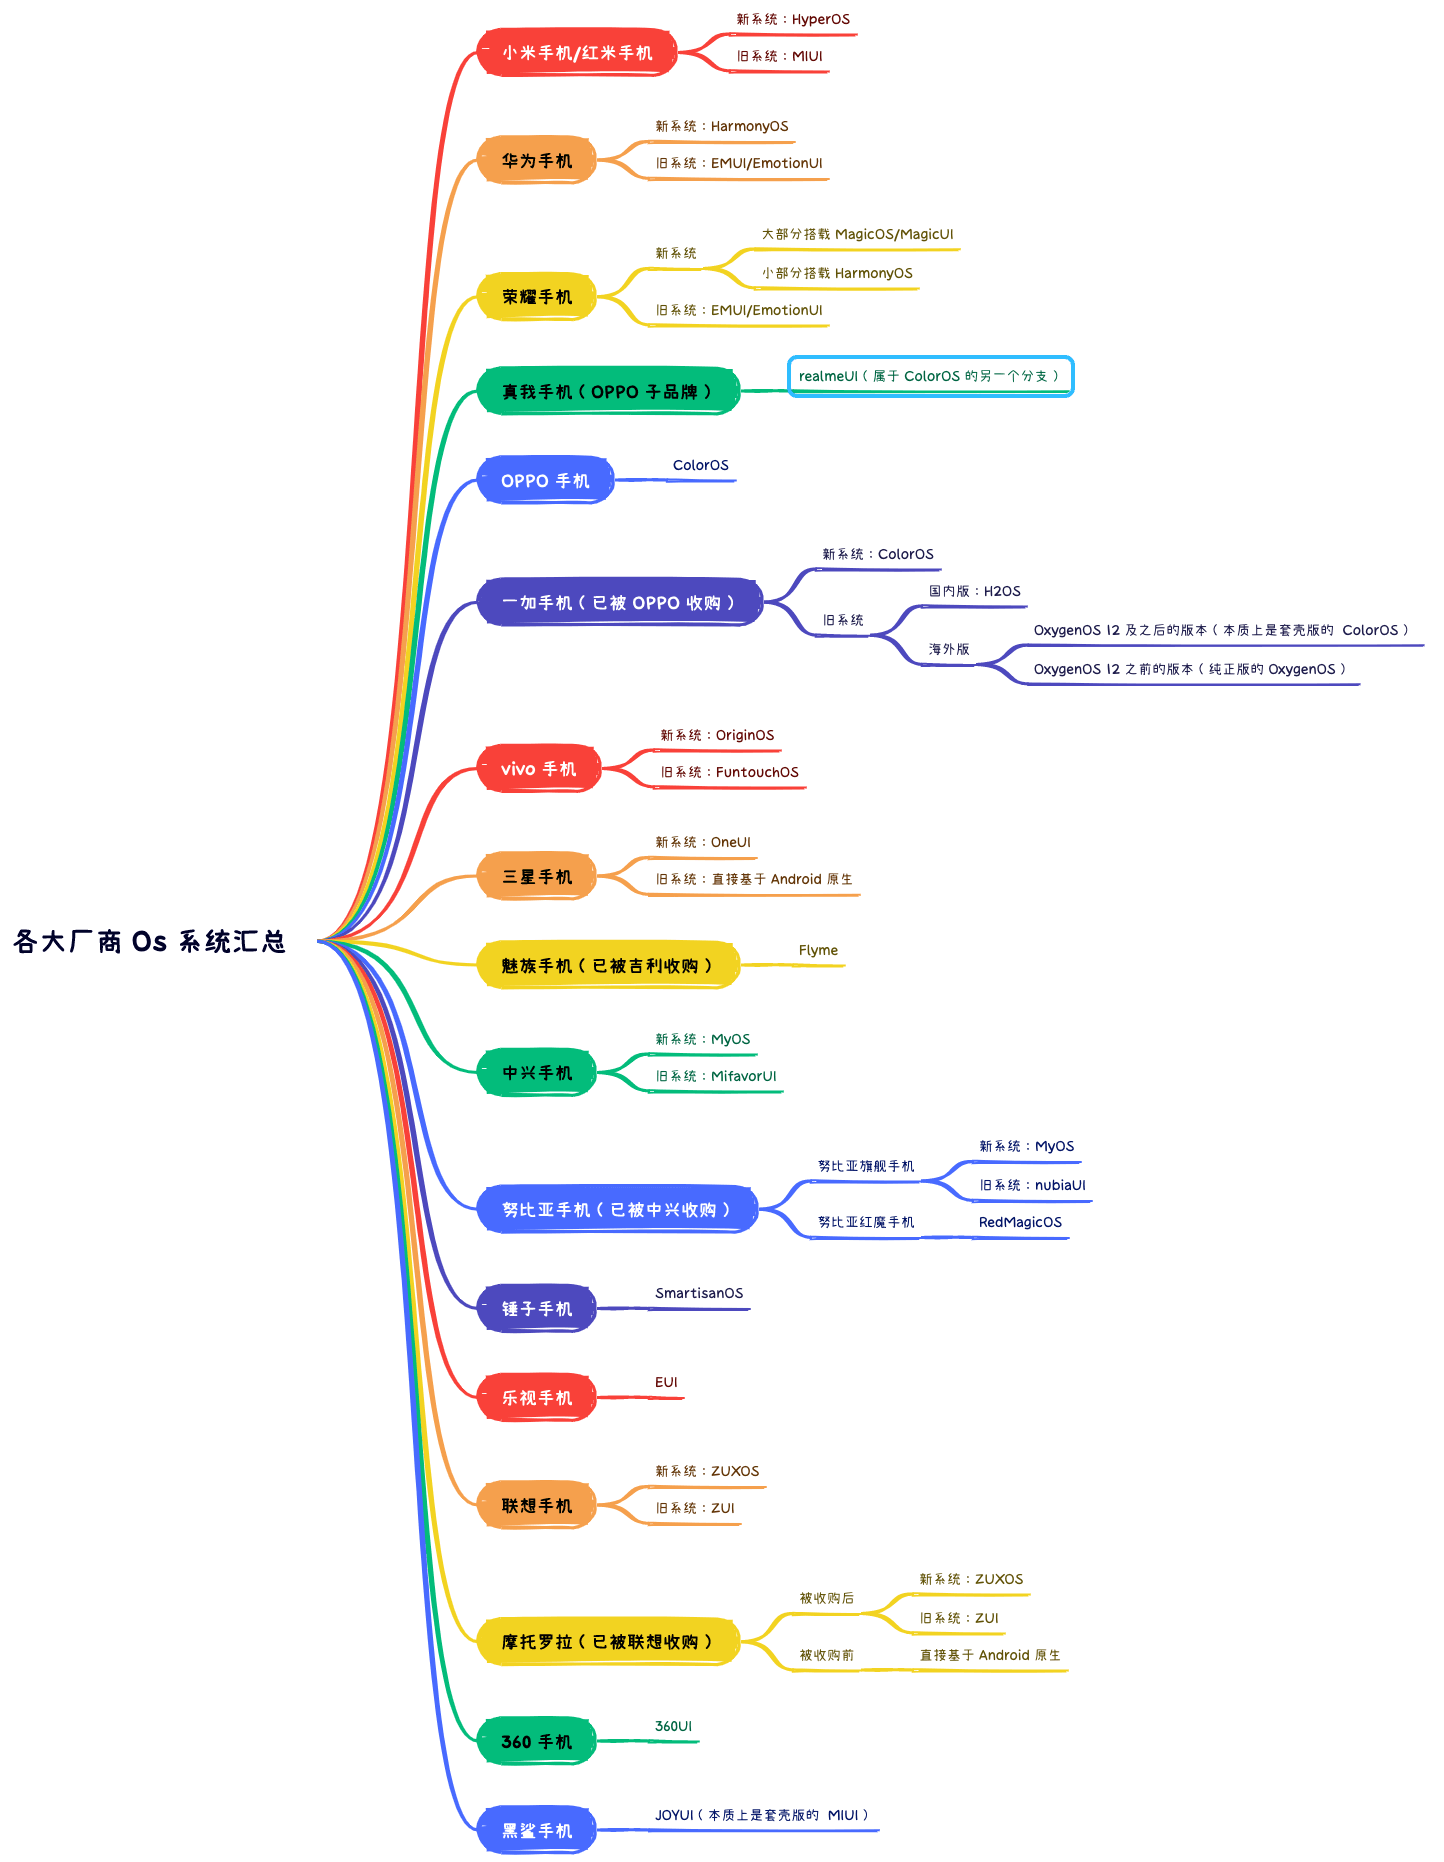 各大厂商 Os 系统汇总
小米手机/红米手机
新系统：HyperOS
旧系统：MIUI
华为手机
新系统：HarmonyOS
旧系统：EMUI/EmotionUI
荣耀手机
新系统
大部分搭载 MagicOS/MagicUI
小部分搭载 HarmonyOS
旧系统：EMUI/EmotionUI
真我手机（OPPO 子品牌）
realmeUI（属于 ColorOS 的另一个分支）
OPPO 手机
ColorOS
一加手机（已被 OPPO 收购）
新系统：ColorOS
旧系统
国内版：H2OS
海外版
OxygenOS 12 及之后的版本（本质上是套壳版的 ColorOS）
OxygenOS 12 之前的版本（纯正版的 OxygenOS）
vivo 手机
新系统：OriginOS
旧系统：FuntouchOS
三星手机
新系统：OneUI
旧系统：直接基于 Android 原生
魅族手机（已被吉利收购）
Flyme
中兴手机
新系统：MyOS
旧系统：MifavorUI
努比亚手机（已被中兴收购）
努比亚旗舰手机
新系统：MyOS
旧系统：nubiaUI
努比亚红魔手机
RedMagicOS
锤子手机
SmartisanOS
乐视手机
EUI
联想手机
新系统：ZUXOS
旧系统：ZUI
摩托罗拉（已被联想收购）
被收购后
新系统：ZUXOS
旧系统：ZUI
被收购前
直接基于 Android 原生
360 手机
360UI
黑鲨手机
JOYUI（本质上是套壳版的 MIUI）